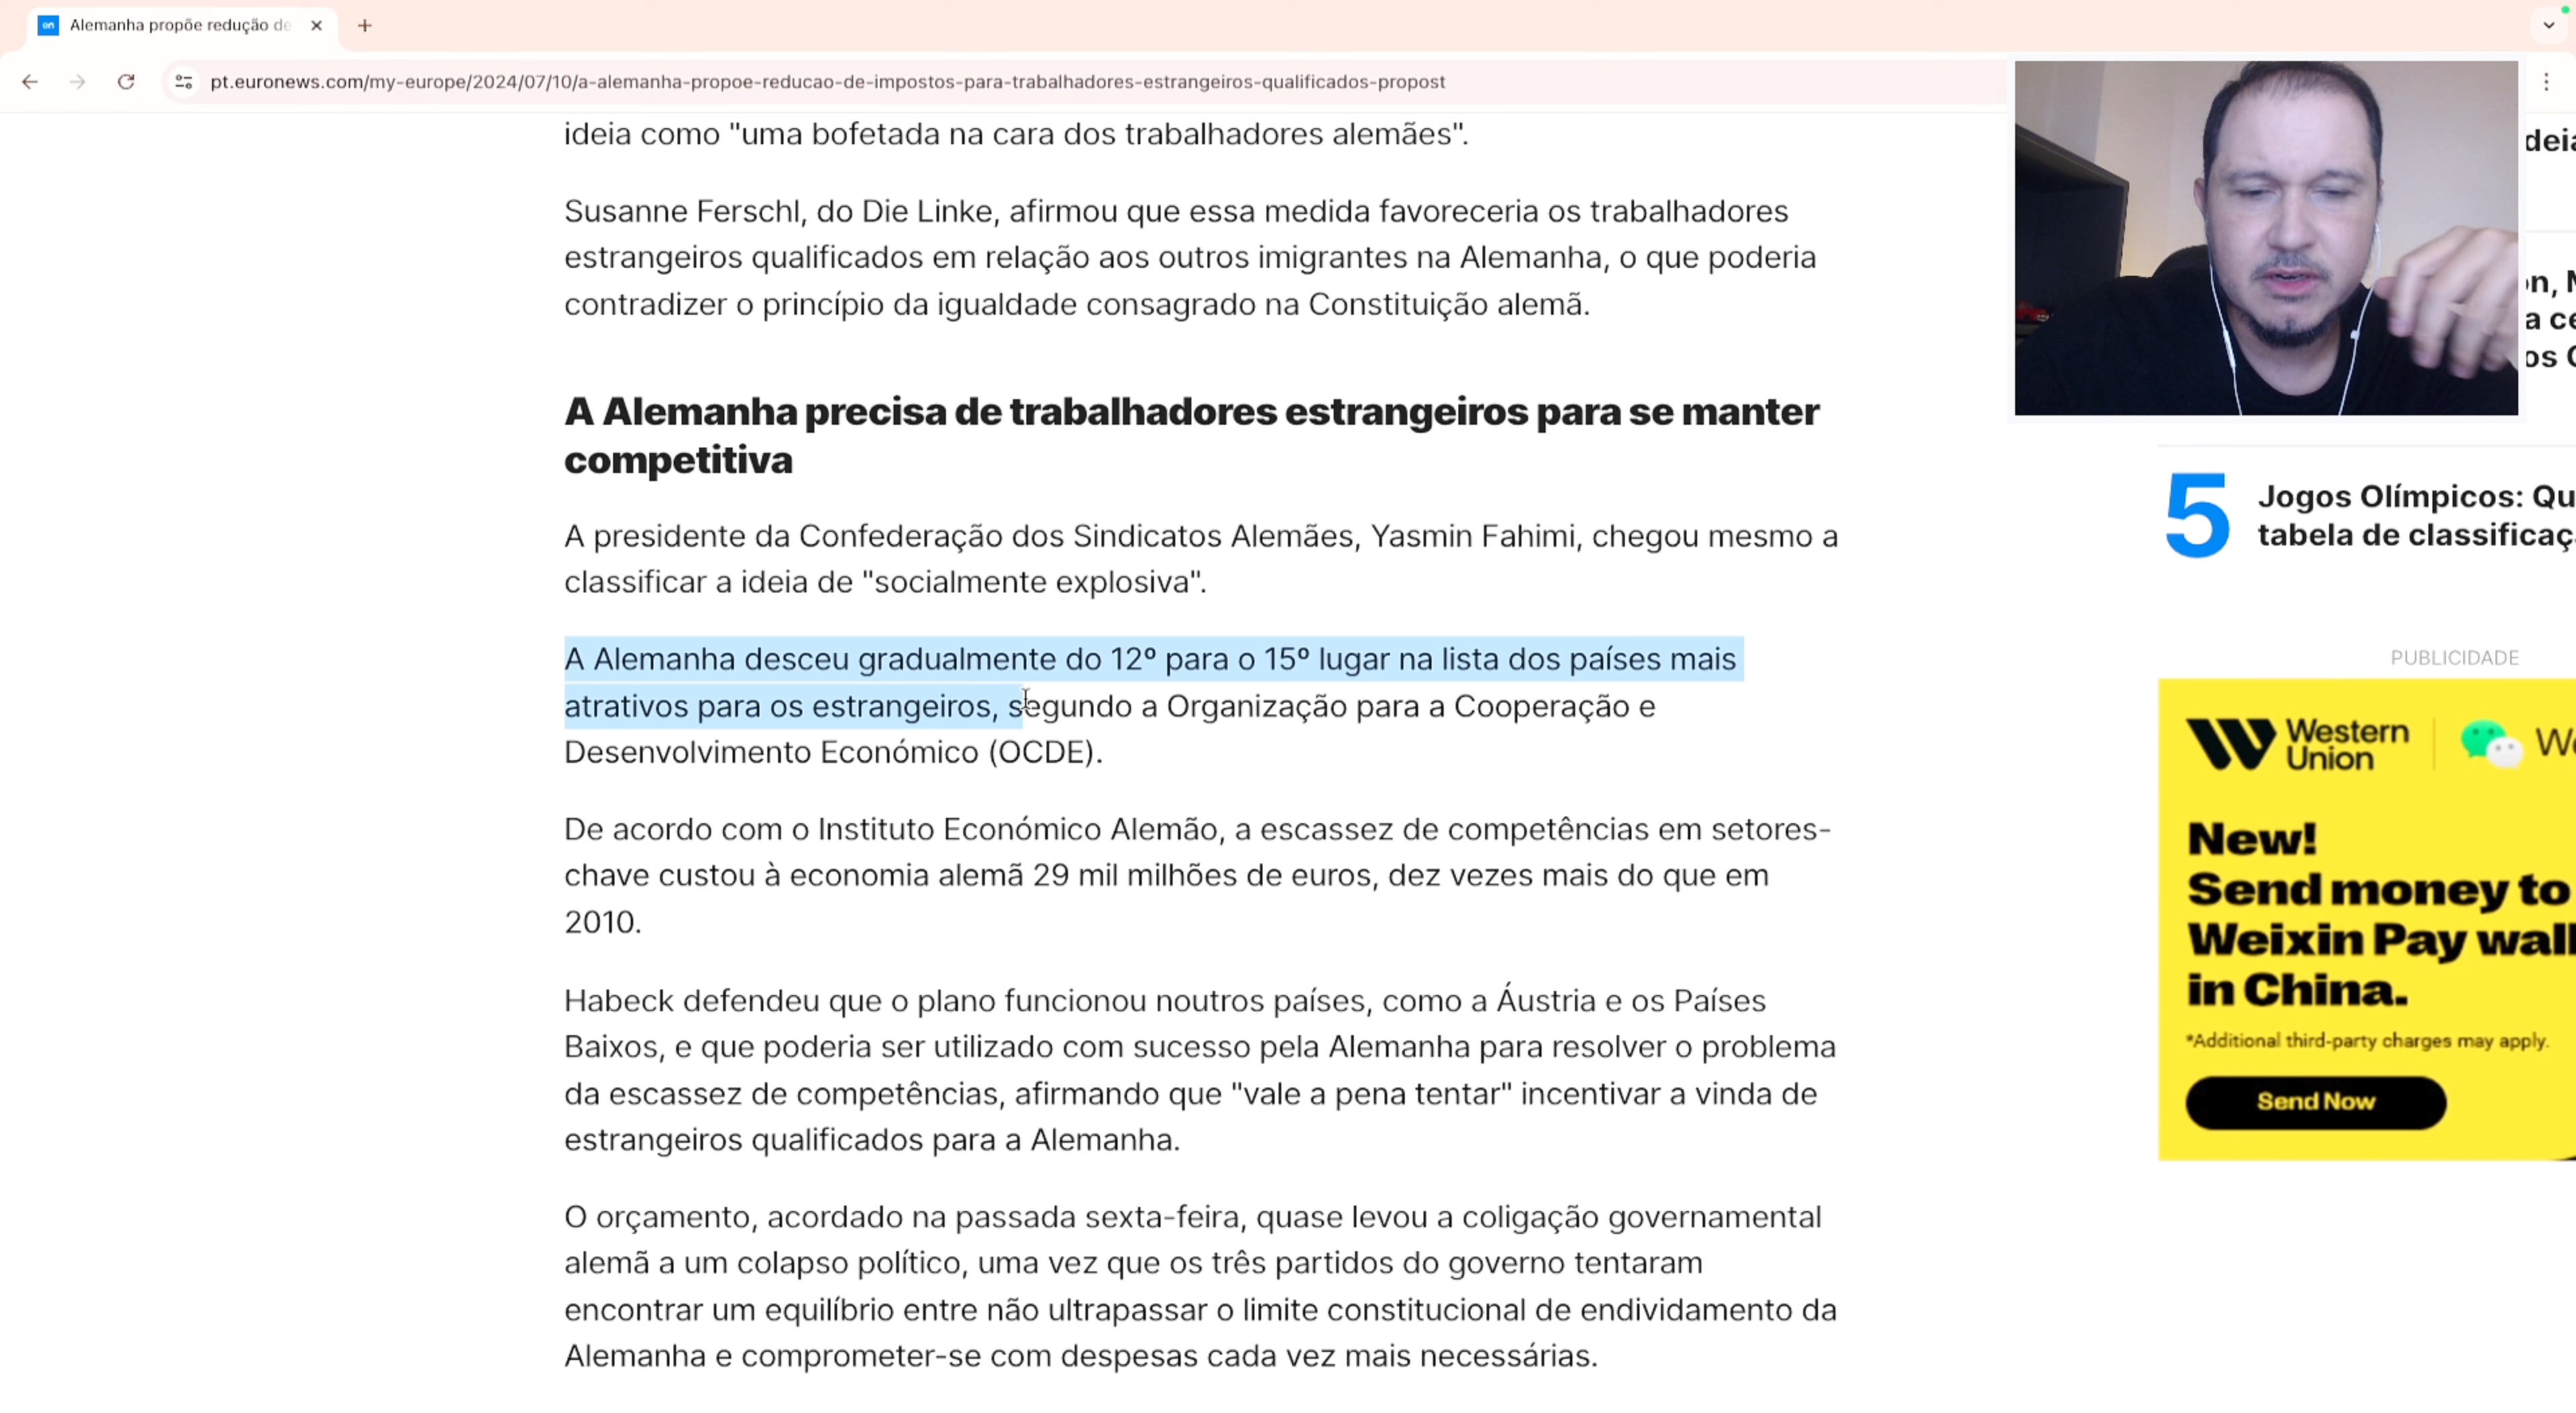 Alemanha propõe redução de
pt.euronews.com/my-europe/2024/07/10/a-alemanha-propoe-reducao-de-impostos-para-trabalhadores-estrangeiros-qualificados-propost
ideia como "uma bofetada na cara dos trabalhadores alemães".
Susanne Ferschl, do Die Linke, afirmou que essa medida favoreceria os trabalhadores
estrangeiros qualificados em relação aos outros imigrantes na Alemanha, o que poderia
contradizer o princípio da igualdade consagrado na Constituição alemã.
A Alemanha precisa de trabalhadores estrangeiros para se manter
competitiva
A presidente da Confederação dos Sindicatos Alemães, Yasmin Fahimi, chegou mesmo a
classificar a ideia de "socialmente explosiva".
A Alemanha desceu gradualmente do 12º para o 15º lugar na lista dos países mais
atrativos para os estrangeiros, segundo a Organização para a Cooperação e
Desenvolvimento Económico (OCDE).
De acordo com o Instituto Económico Alemão, a escassez de competências em setores-
chave custou à economia alemã 29 mil milhões de euros, dez vezes mais do que em
2010.
Habeck defendeu que o plano funcionou noutros países, como a Áustria e os Países
Baixos, e que poderia ser utilizado com sucesso pela Alemanha para resolver o problema
da escassez de competências, afirmando que "vale a pena tentar" incentivar a vinda de
estrangeiros qualificados para a Alemanha.
O orçamento, acordado na passada sexta-feira, quase levou a coligação governamental
alemã a um colapso político, uma vez que os três partidos do governo tentaram
encontrar um equilíbrio entre não ultrapassar o limite constitucional de endividamento da
Alemanha e comprometer-se com despesas cada vez mais necessárias.
5
Jogos Olímpicos: Qu
tabela de classificaç
PUBLICIDADE
Western
Union
We
New!
Send money to
Weixin Pay wall
in China.
*Additional third-party charges may apply.
Send Now